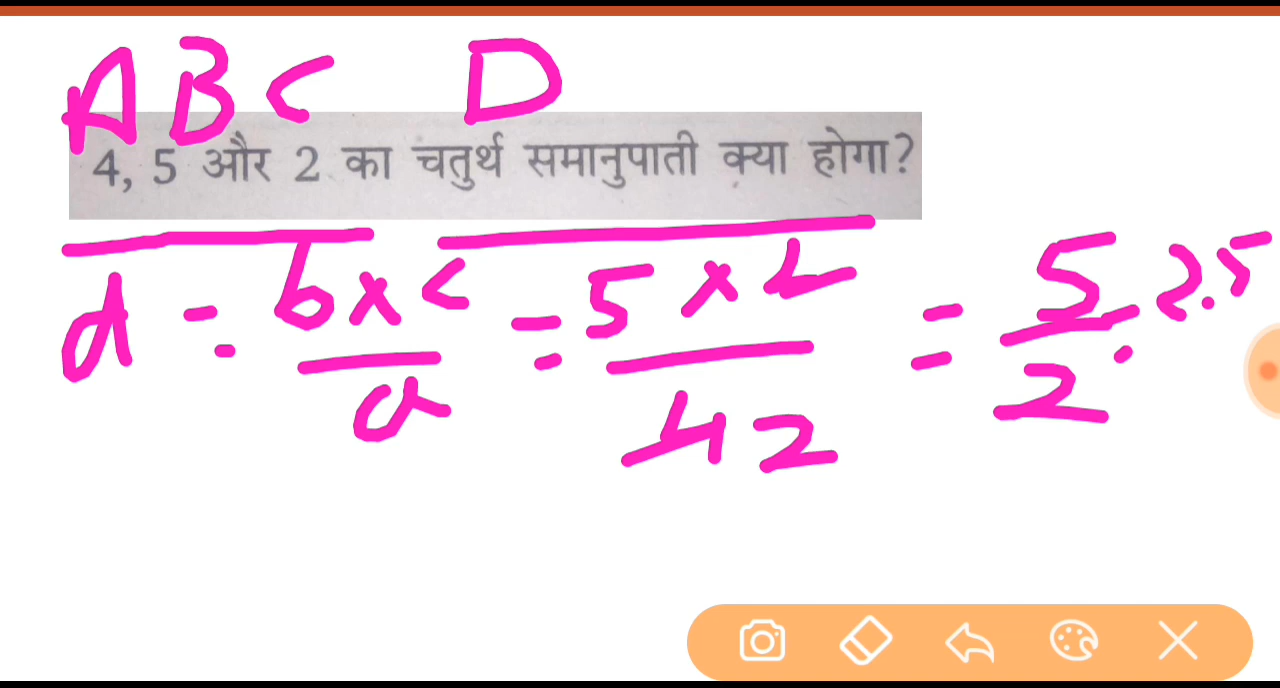 A B C D
4, 5 और 2 का चतुर्थ समानुपाती क्या होगा?
d = b×c/a = 5×2/4 2 = 5/2 = 2.5